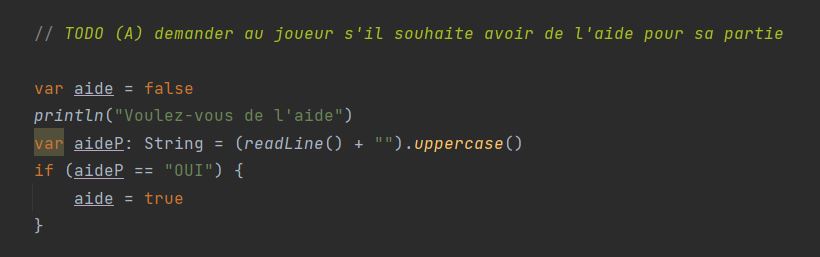 // TODO (A) demander au joueur s'il souhaite avoir de l'aide pour sa partie
var aide = false
println("Voulez-vous de l'aide")
var aideP: String = (readLine() + "").uppercase()
if (aideP == "OUI") {
    aide = true
}